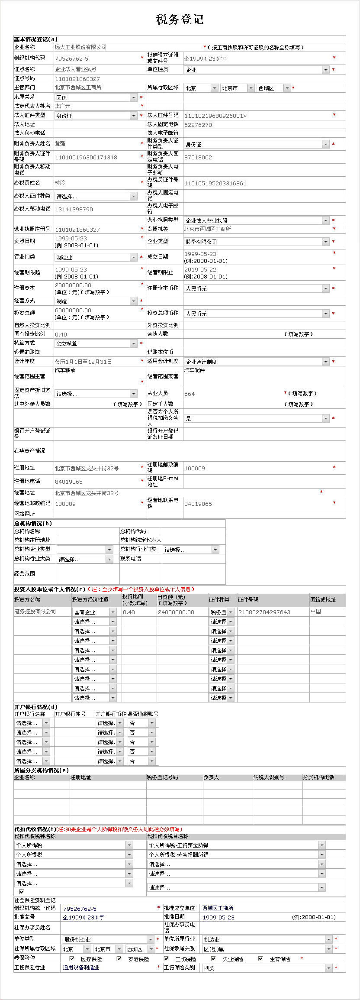 税务登记
基本情况登记(a)
企业名称 远大工业股份有限公司 *(按工商执照和许可证照的名称全称填写)
组织机构代码 79526762-5 * 批准设立证照或文件号 企1999(23)字 *
证照名称 企业法人营业执照 单位性质 企业 *
证照号码 1101021860327
主管部门 北京市西城区工商所 所属行政区域 北京 北京市 西城区 *
隶属关系 区级 *
法定代表人姓名 李广元 *
法人证件类型 身份证 * 法人证件号码 11010219680926001X *
法人地址 法人固定电话 62276278
法人移动电话 法人电子邮箱
财务负责人姓名 黄强 * 财务负责人证件类型 身份证 *
财务负责人证件号码 110105196306171348 * 财务负责人固定电话 87018062
财务负责人移动电话 财务负责人电子邮箱
办税员姓名 林玲 * 办税员证件号码 110105195203316861
办税人证件种类 请选择... 办税人固定电话
办税人移动电话 13141398790 办税人电子邮箱
营业执照类型 企业法人营业执照 *
营业执照注册号 1101021860327 * 发照机关 北京市西城区工商所 *
发照日期 1999-05-23 * (例:2008-01-01) 企业类型 股份有限公司 *
行业门类 制造业 * 成立日期 1999-05-23 * (例:2008-01-01)
经营期限起 1999-05-23 * (例:2008-01-01) 经营期限止 2019-05-22 * (例:2008-01-01)
注册资本 20000000.00 * (单位：元)(填写数字) 注册资本币种 人民币元 *
经营方式 制造 *
投资总额 60000000.00 * (单位：元)(填写数字) 投资总额币种 人民币元 *
自然人投资比例 外资投资比例
国有投资比例 0.40 合伙人数 (填写数字)
核算方式 独立核算 *
设置的账簿 记账本位币
会计年度 公历1月1日至12月31日 * 适用会计制度 企业会计制度 *
经营范围主营 汽车轴承 * 经营范围兼营 汽车配件
固定资产折旧方法 请选择... 从业人员 564 *(填写数字)
其中外籍人员数 (填写数字) 固定工人数 (填写数字)
是否为个人所得税扣缴义务人 是 *
银行开户登记证号 银行开户登记证发证日期
在华资产情况
注册地址 北京市西城区龙头井街32号 * 注册地邮政编码 100009 *
注册地电话 84019065 * 注册地E-mail地址
经营地址 北京市西城区龙头井街32号 *
经营地邮政编码 100009 * 经营地联系电话 84019065 *
网站网址
总机构情况(b)
总机构名称 总机构代码
总机构注册地址 总机构法定代表人
总机构企业类型 总机构行业门类 请选择...
总机构行业大类 请选择... 联系电话
经营范围
投资入股单位或个人情况(c)(注：至少填写一个投资入股单位或个人信息)
投资方名称 投资方经济性质 投资比例(小数填写) 出资额 (元)(填写数字) 证件种类 证件号码 国籍或地址
港务控股有限公司 国有企业 0.40 24000000.00 税务登 210802704297643 中国
请选择... 请选择
请选择... 请选择
请选择... 请选择
请选择... 请选择
请选择... 请选择
请选择... 请选择
请选择... 请选择
请选择... 请选择
请选择... 请选择
开户银行情况(d)
开户银行名称 开户银行帐号 开户银行币种 是否缴税账号
请选择... 请选择. 否
请选择... 请选择. 否
请选择... 请选择. 否
请选择... 请选择. 否
请选择... 请选择. 否
所属分支机构情况(e)
企业名称 注册地址 税务登记号码 负责人 纳税人识别号 分支机构电话
代扣代收情况(f)(注:如果企业是个人所得税扣缴义务人则此栏必须填写)
代扣代收税种名称 代扣代收税目名称
个人所得税 个人所得税-工资薪金所得
个人所得税 个人所得税-劳务报酬所得
请选择... 请选择...
请选择... 请选择...
请选择... 请选择...
社会保险资料登记
组织机构统一代码 79526762-5 * 批准成立单位 西城区工商所
批准文号 企1999(23)字 批准日期 1999-05-23 (例:2008-01-01)
社保办事员姓名 社保办事员电话
单位类型 股份制企业 * 单位所属行业 制造业 *
社保所属行政区域 北京 北京市 西城区 * 社保隶属关系 区(县)属 *
参保险种 医疗保险 养老保险 工伤保险 失业保险 生育保险 *
工伤保险行业 通用设备制造业 * 工伤保险类别 四类 *